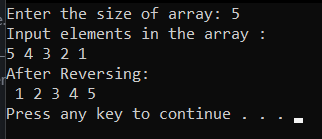 Enter the size of array: 5
Input elements in the array :
5 4 3 2 1
After Reversing:
 1 2 3 4 5
Press any key to continue . . .